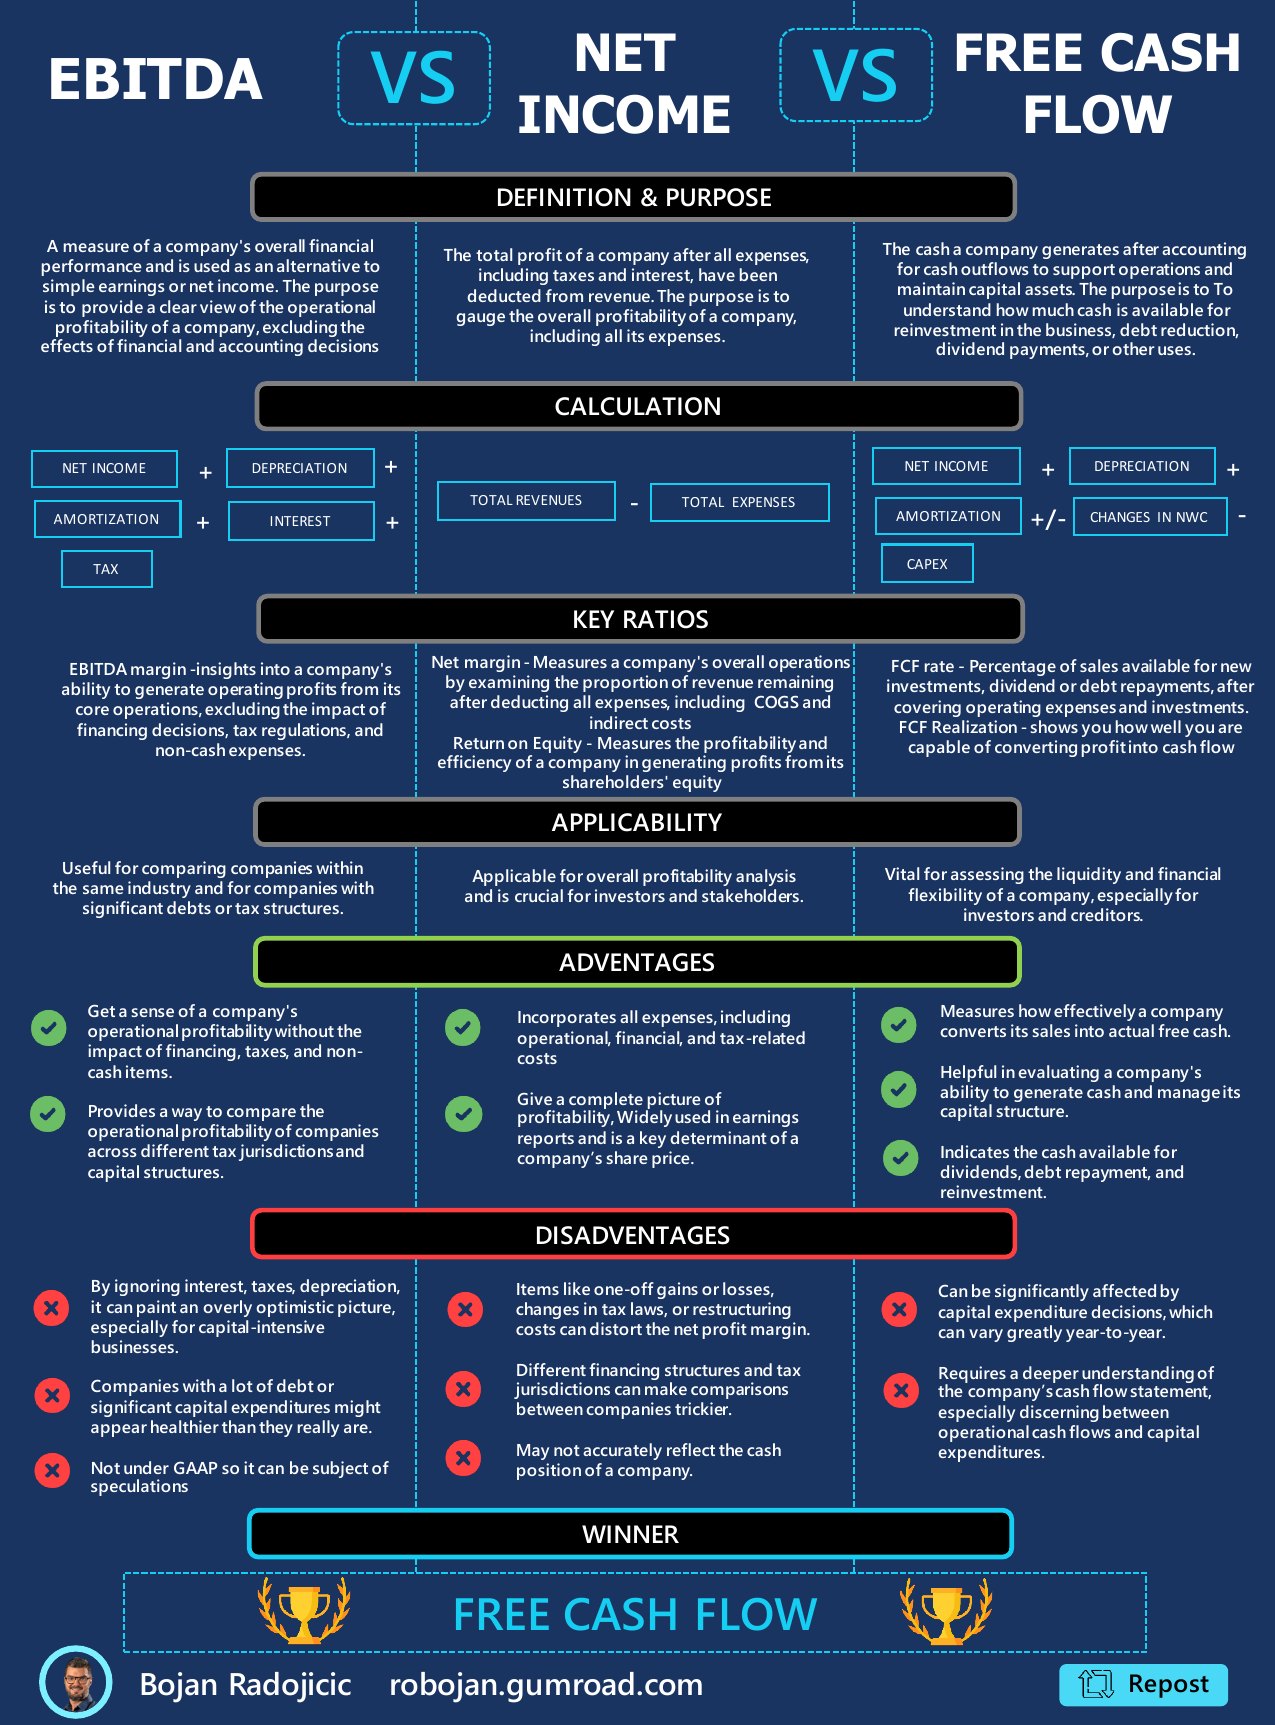 EBITDA
VS
NET
INCOME
VS
FREE CASH
FLOW
DEFINITION & PURPOSE
A measure of a company's overall financial
performance and is used as an alternative to
simple earnings or net income. The purpose
is to provide a clear view of the operational
profitability of a company, excluding the
effects of financial and accounting decisions
The total profit of a company after all expenses,
including taxes and interest, have been
deducted from revenue. The purpose is to
gauge the overall profitability of a company,
including all its expenses.
The cash a company generates after accounting
for cash outflows to support operations and
maintain capital assets. The purpose is to To
understand how much cash is available for
reinvestment in the business, debt reduction,
dividend payments, or other uses.
CALCULATION
NET INCOME + DEPRECIATION +
AMORTIZATION + INTEREST +
TAX
TOTAL REVENUES - TOTAL EXPENSES
NET INCOME + DEPRECIATION +
AMORTIZATION +/- CHANGES IN NWC -
CAPEX
KEY RATIOS
EBITDA margin -insights into a company's
ability to generate operating profits from its
core operations, excluding the impact of
financing decisions, tax regulations, and
non-cash expenses.
Net margin - Measures a company's overall operations
by examining the proportion of revenue remaining
after deducting all expenses, including COGS and
indirect costs
Return on Equity - Measures the profitability and
efficiency of a company in generating profits from its
shareholders' equity
FCF rate - Percentage of sales available for new
investments, dividend or debt repayments, after
covering operating expenses and investments.
FCF Realization - shows you how well you are
capable of converting profit into cash flow
APPLICABILITY
Useful for comparing companies within
the same industry and for companies with
significant debts or tax structures.
Applicable for overall profitability analysis
and is crucial for investors and stakeholders.
Vital for assessing the liquidity and financial
flexibility of a company, especially for
investors and creditors.
ADVENTAGES
Get a sense of a company's
operational profitability without the
impact of financing, taxes, and non-
cash items.
Provides a way to compare the
operational profitability of companies
across different tax jurisdictions and
capital structures.
Incorporates all expenses, including
operational, financial, and tax-related
costs
Give a complete picture of
profitability, Widely used in earnings
reports and is a key determinant of a
company’s share price.
Measures how effectively a company
converts its sales into actual free cash.
Helpful in evaluating a company's
ability to generate cash and manage its
capital structure.
Indicates the cash available for
dividends, debt repayment, and
reinvestment.
DISADVENTAGES
By ignoring interest, taxes, depreciation,
it can paint an overly optimistic picture,
especially for capital-intensive
businesses.
Companies with a lot of debt or
significant capital expenditures might
appear healthier than they really are.
Not under GAAP so it can be subject of
speculations
Items like one-off gains or losses,
changes in tax laws, or restructuring
costs can distort the net profit margin.
Different financing structures and tax
jurisdictions can make comparisons
between companies trickier.
May not accurately reflect the cash
position of a company.
Can be significantly affected by
capital expenditure decisions, which
can vary greatly year-to-year.
Requires a deeper understanding of
the company’s cash flow statement,
especially discerning between
operational cash flows and capital
expenditures.
WINNER
FREE CASH FLOW
Bojan Radojicic robojan.gumroad.com
Repost